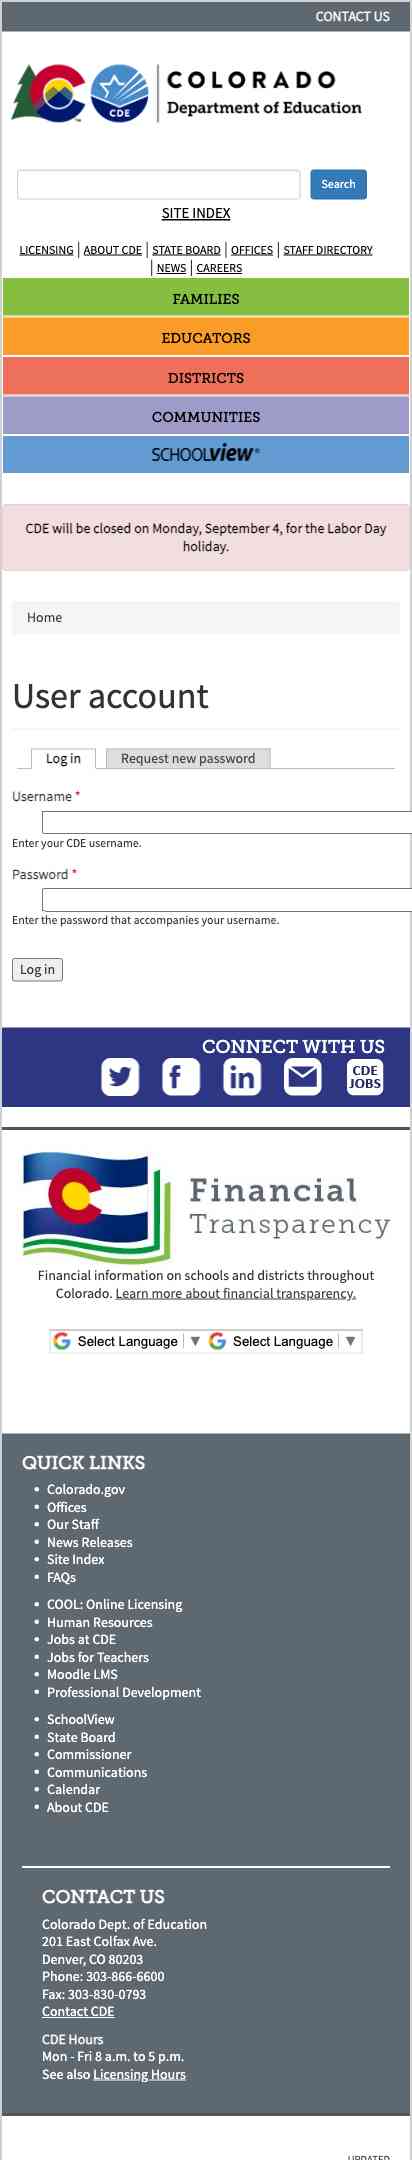 CONTACT US
CDE
COLORADO
Department of Education
Search
SITE INDEX
LICENSING | ABOUT CDE | STATE BOARD | OFFICES | STAFF DIRECTORY
| NEWS | CAREERS
FAMILIES
EDUCATORS
DISTRICTS
COMMUNITIES
SCHOOLview®
CDE will be closed on Monday, September 4, for the Labor Day
holiday.
Home
User account
Log in
Request new password
Username *
Enter your CDE username.
Password *
Enter the password that accompanies your username.
Log in
CONNECT WITH US
CDE
JOBS
Financial
Transparency
Financial information on schools and districts throughout
Colorado. Learn more about financial transparency.
Select Language ▼ Select Language ▼
QUICK LINKS
• Colorado.gov
• Offices
• Our Staff
• News Releases
• Site Index
• FAQs
• COOL: Online Licensing
• Human Resources
• Jobs at CDE
• Jobs for Teachers
• Moodle LMS
• Professional Development
• SchoolView
• State Board
• Commissioner
• Communications
• Calendar
• About CDE
CONTACT US
Colorado Dept. of Education
201 East Colfax Ave.
Denver, CO 80203
Phone: 303-866-6600
Fax: 303-830-0793
Contact CDE
CDE Hours
Mon - Fri 8 a.m. to 5 p.m.
See also Licensing Hours
UPDATED